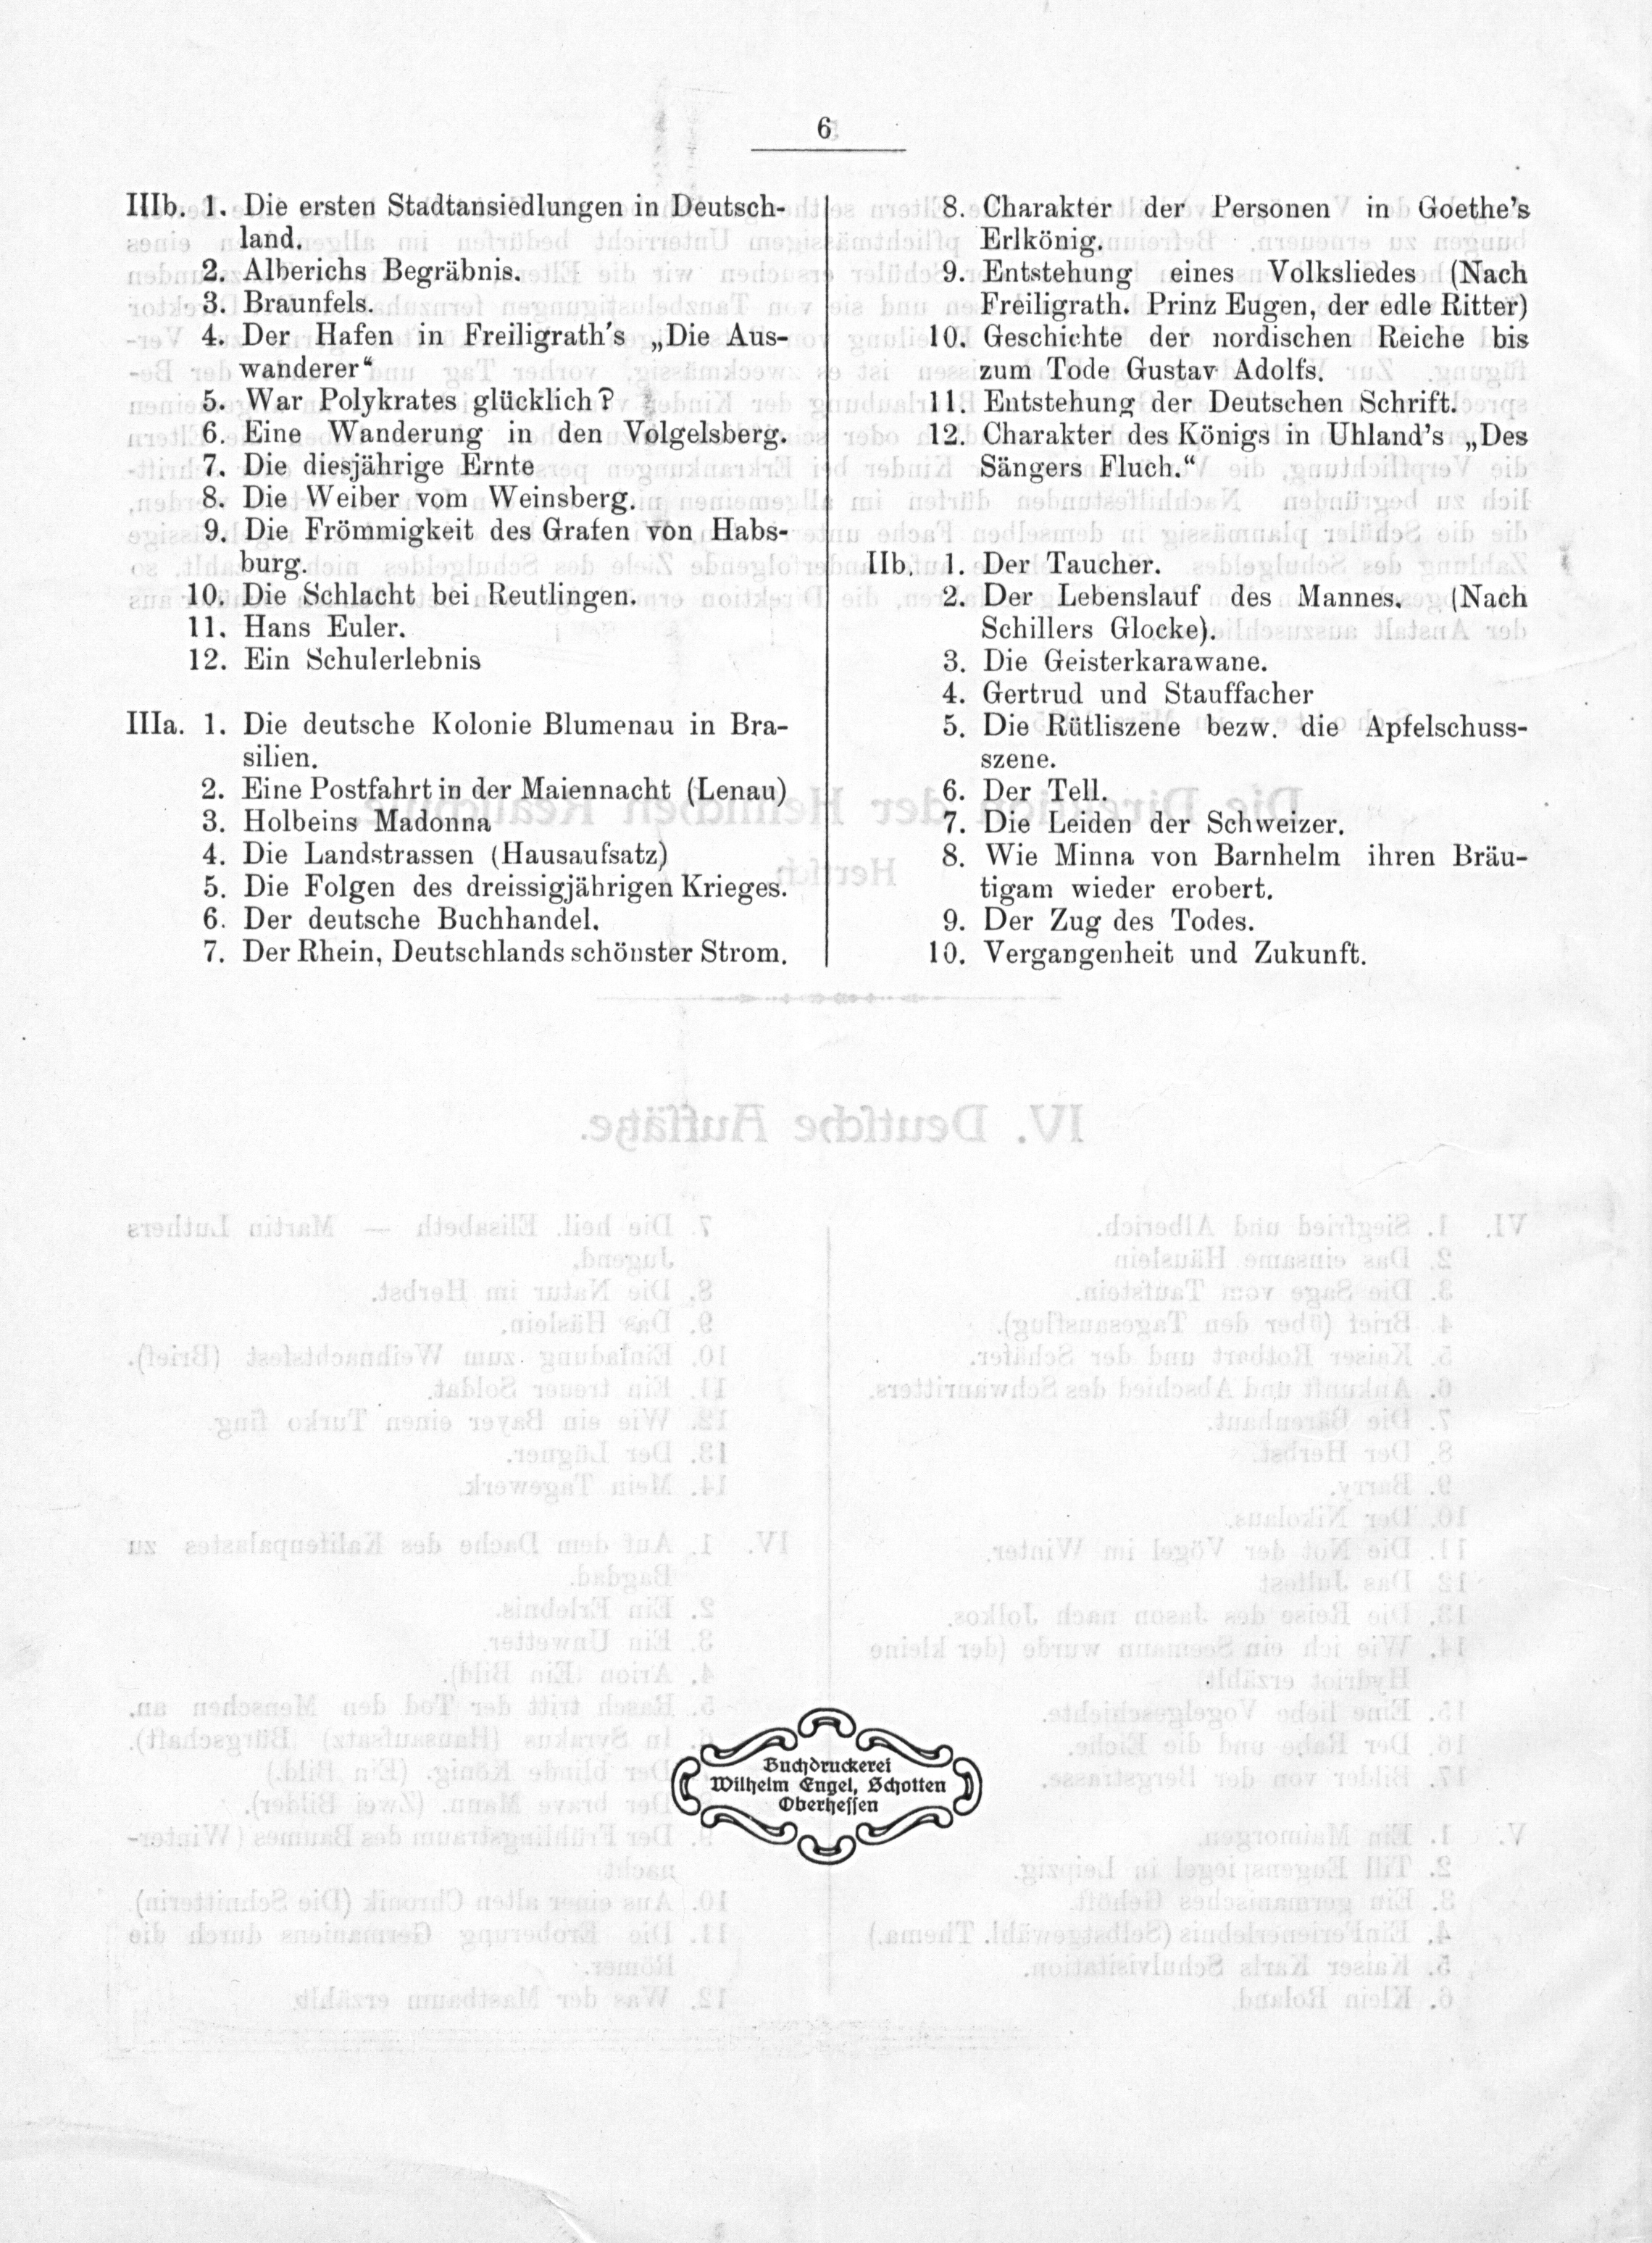 6
IIIb. 1. Die ersten Stadtansiedlungen in Deutsch-
land.
2. Alberichs Begräbnis.
3. Braunfels.
4. Der Hafen in Freiligrath's „Die Aus-
wanderer“
5. War Polykrates glücklich?
6. Eine Wanderung in den Volgelsberg.
7. Die diesjährige Ernte
8. Die Weiber vom Weinsberg.
9. Die Frömmigkeit des Grafen von Habs-
burg.
10. Die Schlacht bei Reutlingen.
11. Hans Euler.
12. Ein Schulerlebnis
IIIa. 1. Die deutsche Kolonie Blumenau in Bra-
silien.
2. Eine Postfahrt in der Maiennacht (Lenau)
3. Holbeins Madonna
4. Die Landstrassen (Hausaufsatz)
5. Die Folgen des dreissigjährigen Krieges.
6. Der deutsche Buchhandel.
7. Der Rhein, Deutschlands schönster Strom.
8. Charakter der Personen in Goethe's
Erlkönig.
9. Entstehung eines Volksliedes (Nach
Freiligrath. Prinz Eugen, der edle Ritter)
10. Geschichte der nordischen Reiche bis
zum Tode Gustav Adolfs.
11. Entstehung der Deutschen Schrift.
12. Charakter des Königs in Uhland's „Des
Sängers Fluch.“
IIb. 1. Der Taucher.
2. Der Lebenslauf des Mannes. (Nach
Schillers Glocke).
3. Die Geisterkarawane.
4. Gertrud und Stauffacher
5. Die Rütliszene bezw. die Apfelschuss-
szene.
6. Der Tell.
7. Die Leiden der Schweizer.
8. Wie Minna von Barnhelm ihren Bräu-
tigam wieder erobert.
9. Der Zug des Todes.
10. Vergangenheit und Zukunft.
Buchdruckerei
Wilhelm Engel, Schotten
Oberhessen